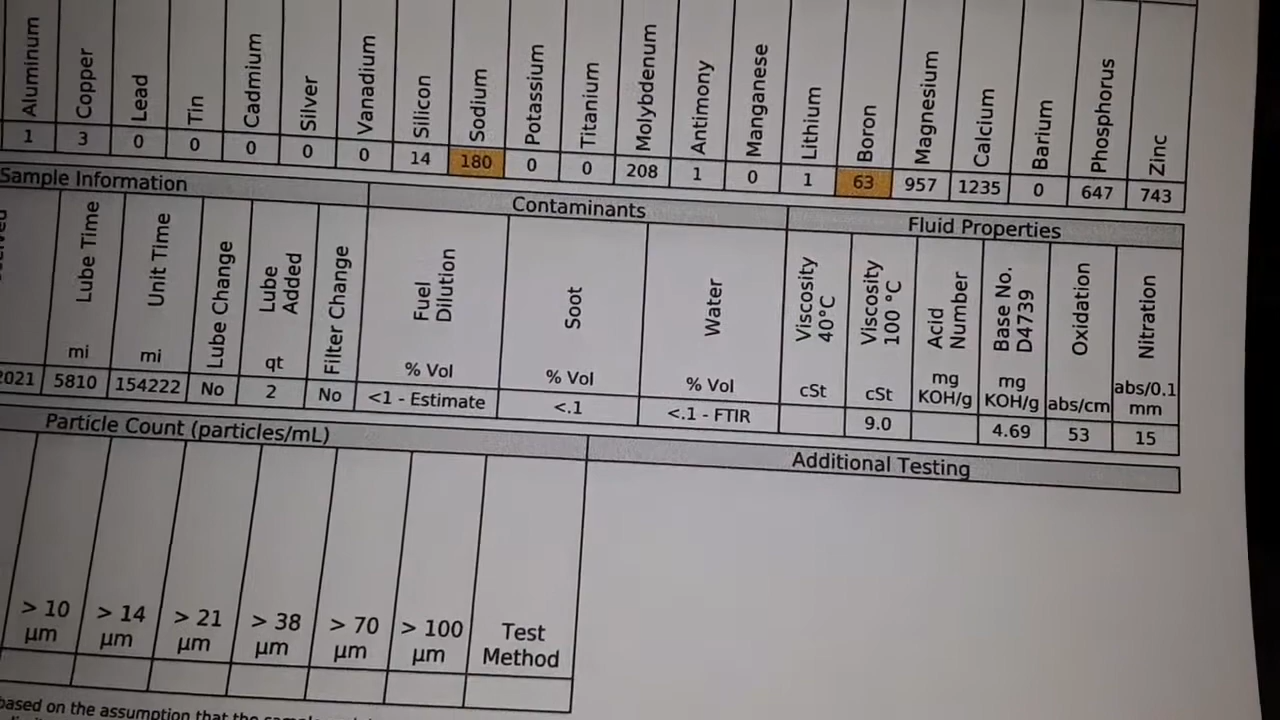 Aluminum Copper Lead Tin Cadmium Silver Vanadium Silicon Sodium Potassium Titanium Molybdenum Antimony Manganese Lithium Boron Magnesium Calcium Barium Phosphorus Zinc
1 3 0 0 0 0 0 14 180 0 0 208 1 0 1 63 957 1235 0 647 743
Sample Information Contaminants Fluid Properties
Lube Time Unit Time Lube Change Lube Added Filter Change Fuel Dilution Soot Water Viscosity 40°C Viscosity 100 °C Acid Number Base No. D4739 Oxidation Nitration
mi mi qt % Vol % Vol % Vol cSt cSt mg KOH/g mg KOH/g abs/cm abs/0.1 mm
2021 5810 154222 No 2 No <1 - Estimate <.1 <.1 - FTIR 9.0 4.69 53 15
Particle Count (particles/mL) Additional Testing
> 10 µm > 14 µm > 21 µm > 38 µm > 70 µm > 100 µm Test Method
based on the assumption that the